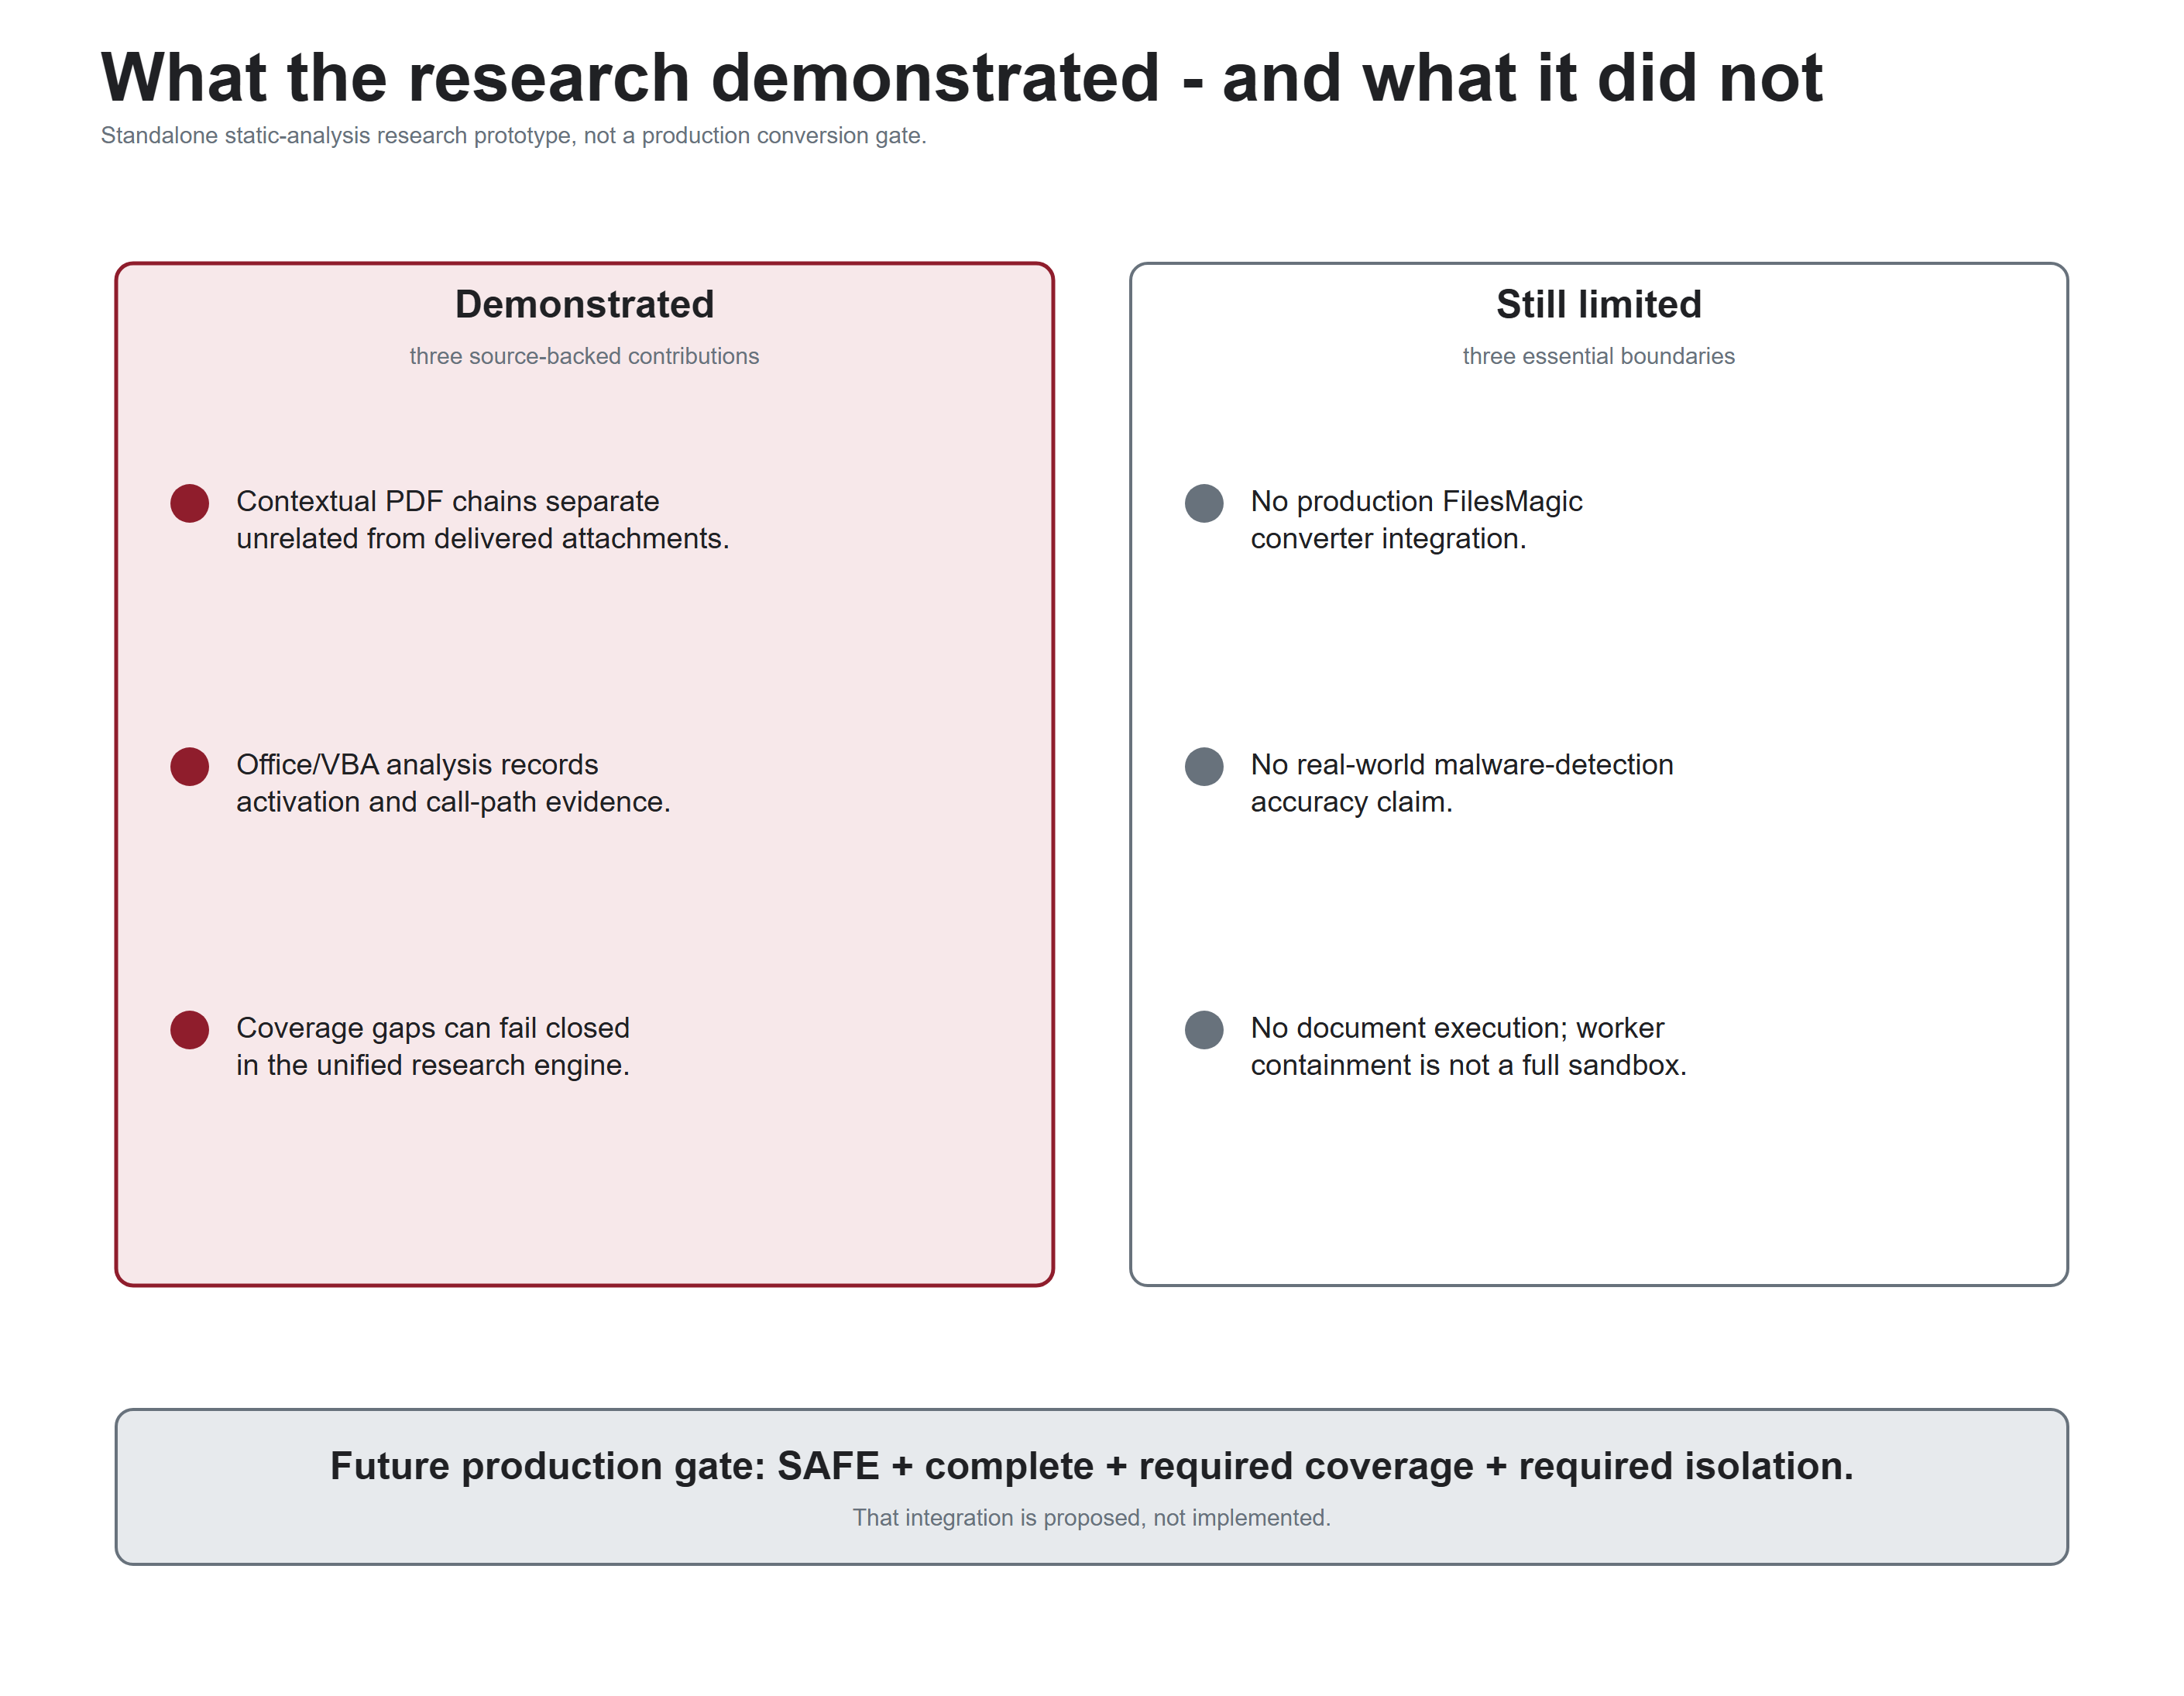 What the research demonstrated - and what it did not
Standalone static-analysis research prototype, not a production conversion gate.
Demonstrated
three source-backed contributions
Contextual PDF chains separate
unrelated from delivered attachments.
Office/VBA analysis records
activation and call-path evidence.
Coverage gaps can fail closed
in the unified research engine.
Still limited
three essential boundaries
No production FilesMagic
converter integration.
No real-world malware-detection
accuracy claim.
No document execution; worker
containment is not a full sandbox.
Future production gate: SAFE + complete + required coverage + required isolation.
That integration is proposed, not implemented.